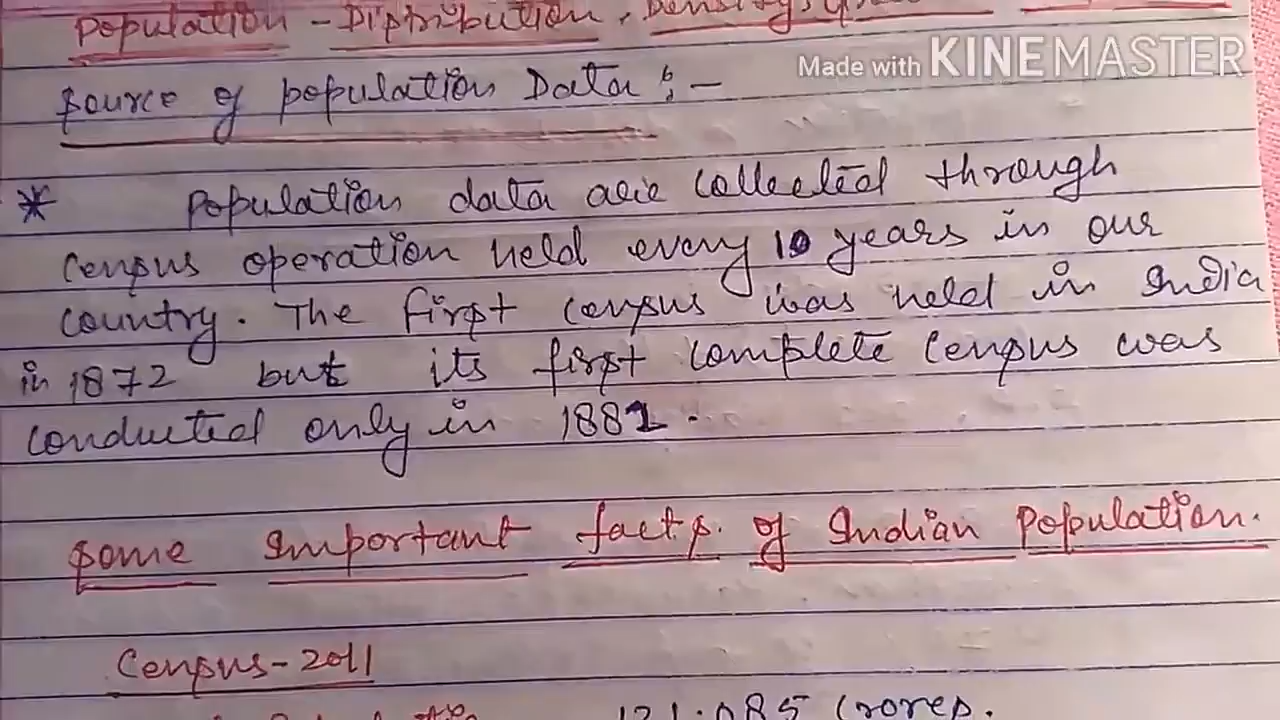 Population - Distribution, Density,
Made with KINEMASTER
Source of population Data :-
* Population data are collected through
Census operation held every 10 years in our
country. The first census was held in India
in 1872 but its first complete Census was
conducted only in 1881.
Some Important facts of Indian Population.
Census-2011
121.085 Crores.